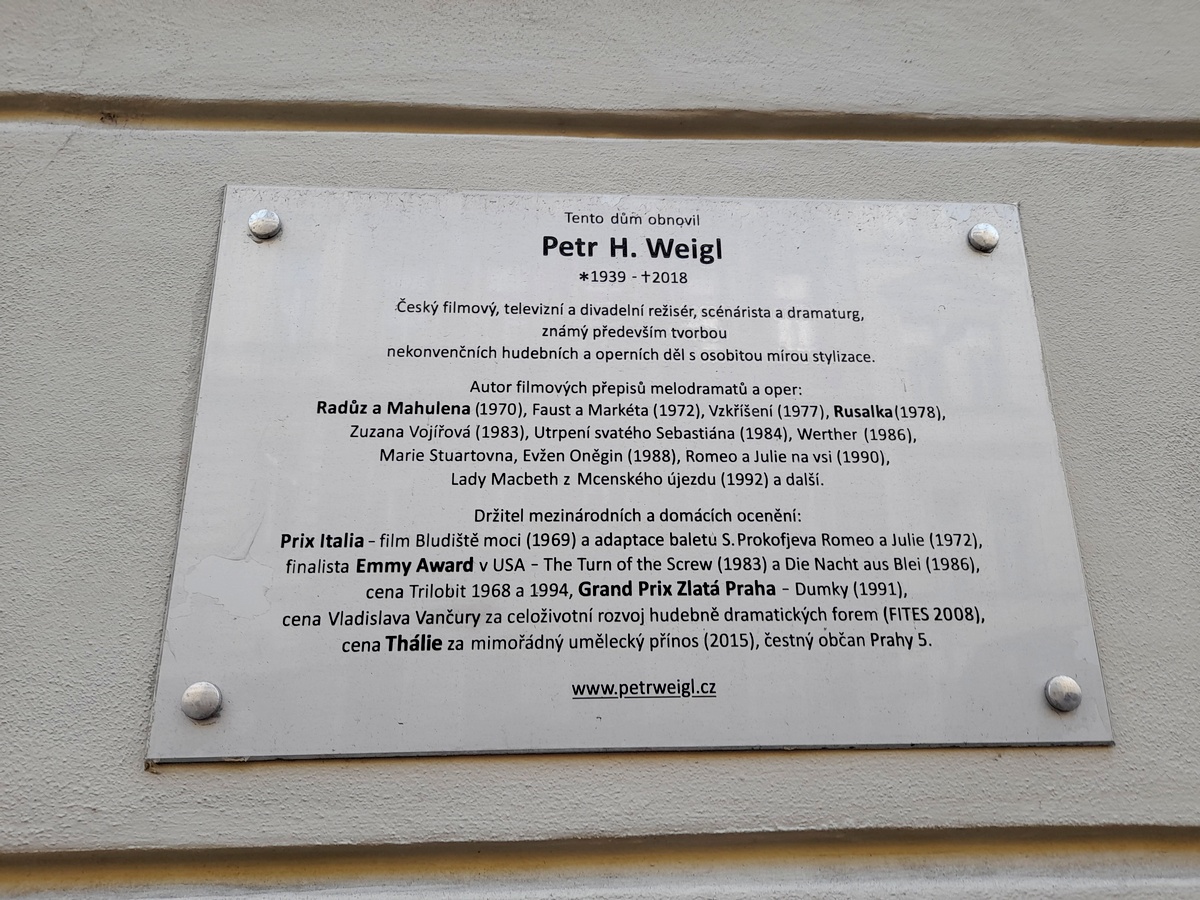 Tento dům obnovil
Petr H. Weigl
*1939 - †2018
Český filmový, televizní a divadelní režisér, scénárista a dramaturg,
známý především tvorbou
nekonvenčních hudebních a operních děl s osobitou mírou stylizace.
Autor filmových přepisů melodramatů a oper:
Radůz a Mahulena (1970), Faust a Markéta (1972), Vzkříšení (1977), Rusalka(1978),
Zuzana Vojířová (1983), Utrpení svatého Sebastiána (1984), Werther (1986),
Marie Stuartovna, Evžen Oněgin (1988), Romeo a Julie na vsi (1990),
Lady Macbeth z Mcenského újezdu (1992) a další.
Držitel mezinárodních a domácích ocenění:
Prix Italia - film Bludiště moci (1969) a adaptace baletu S.Prokofjeva Romeo a Julie (1972),
finalista Emmy Award v USA - The Turn of the Screw (1983) a Die Nacht aus Blei (1986),
cena Trilobit 1968 a 1994, Grand Prix Zlatá Praha - Dumky (1991),
cena Vladislava Vančury za celoživotní rozvoj hudebně dramatických forem (FITES 2008),
cena Thálie za mimořádný umělecký přínos (2015), čestný občan Prahy 5.
www.petrweigl.cz